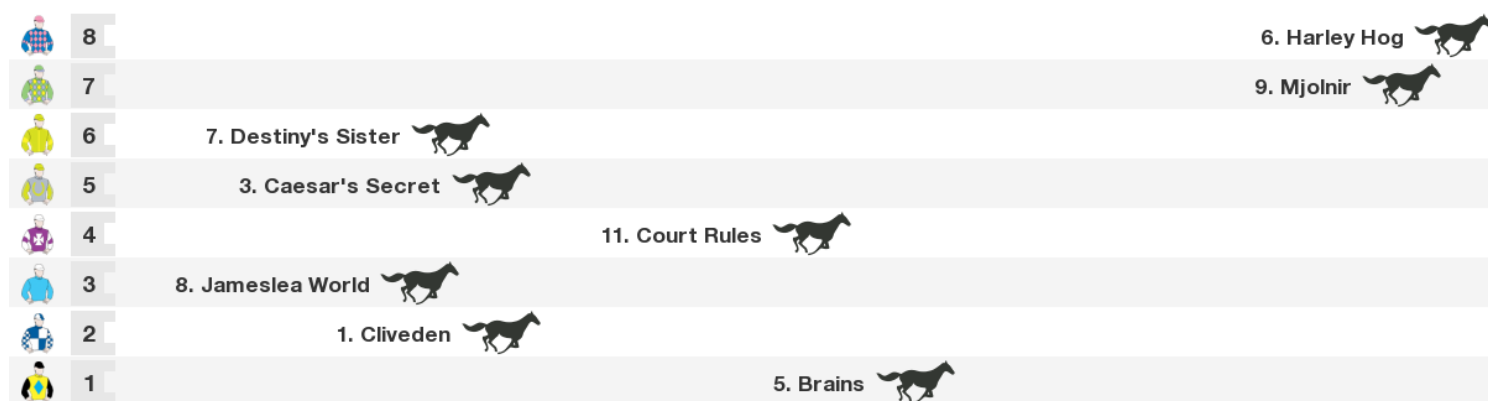 8 6. Harley Hog
7 9. Mjolnir
6 7. Destiny's Sister
5 3. Caesar's Secret
4 11. Court Rules
3 8. Jameslea World
2 1. Cliveden
1 5. Brains